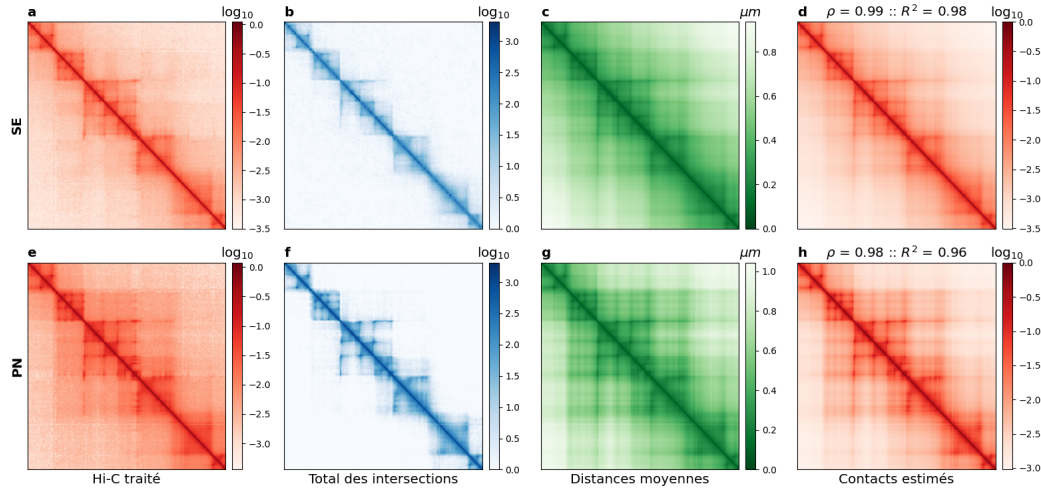 a log₁₀ b log₁₀ c μm d ρ = 0.99 :: R² = 0.98 log₁₀
SE
0.0 −0.5 −1.0 −1.5 −2.0 −2.5 −3.0 −3.5
3.5 3.0 2.5 2.0 1.5 1.0 0.5 0.0
0.8 0.6 0.4 0.2 0.0
0.0 −0.5 −1.0 −1.5 −2.0 −2.5 −3.0 −3.5
e log₁₀ f log₁₀ g μm h ρ = 0.98 :: R² = 0.96 log₁₀
PN
0.0 −0.5 −1.0 −1.5 −2.0 −2.5 −3.0
3.0 2.5 2.0 1.5 1.0 0.5 0.0
1.0 0.8 0.6 0.4 0.2 0.0
0.0 −0.5 −1.0 −1.5 −2.0 −2.5 −3.0
Hi-C traité Total des intersections Distances moyennes Contacts estimés